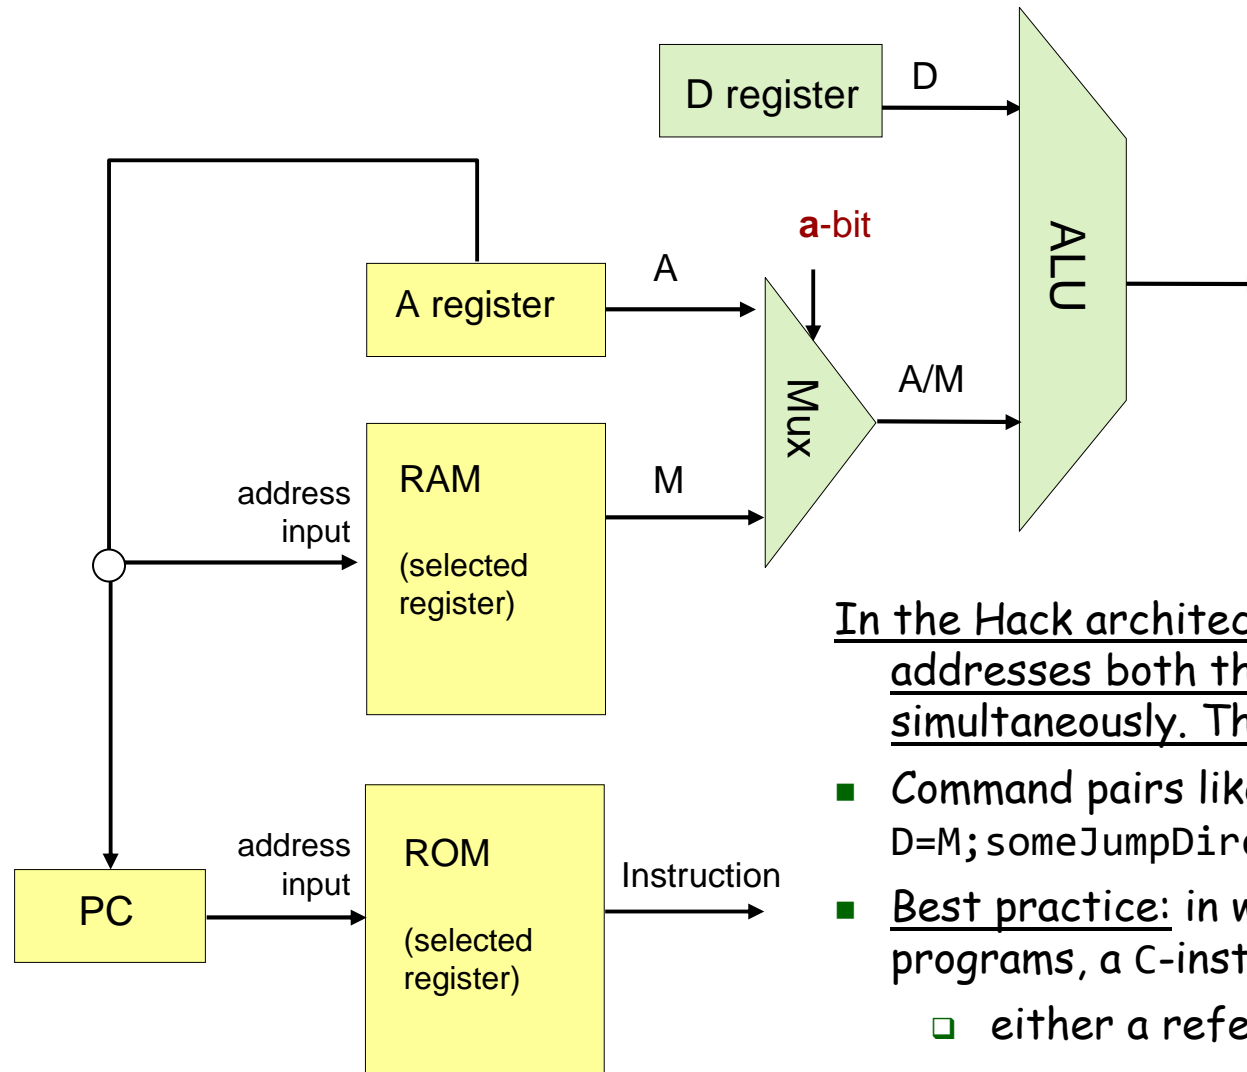 D register
D
ALU
a-bit
A register
A
Mux
A/M
address
input
RAM
(selected
register)
M
In the Hack architec
addresses both th
simultaneously. Th
Command pairs like
D=M;someJumpDire
Best practice: in w
programs, a C-inst
either a refe
PC
address
input
ROM
(selected
register)
Instruction